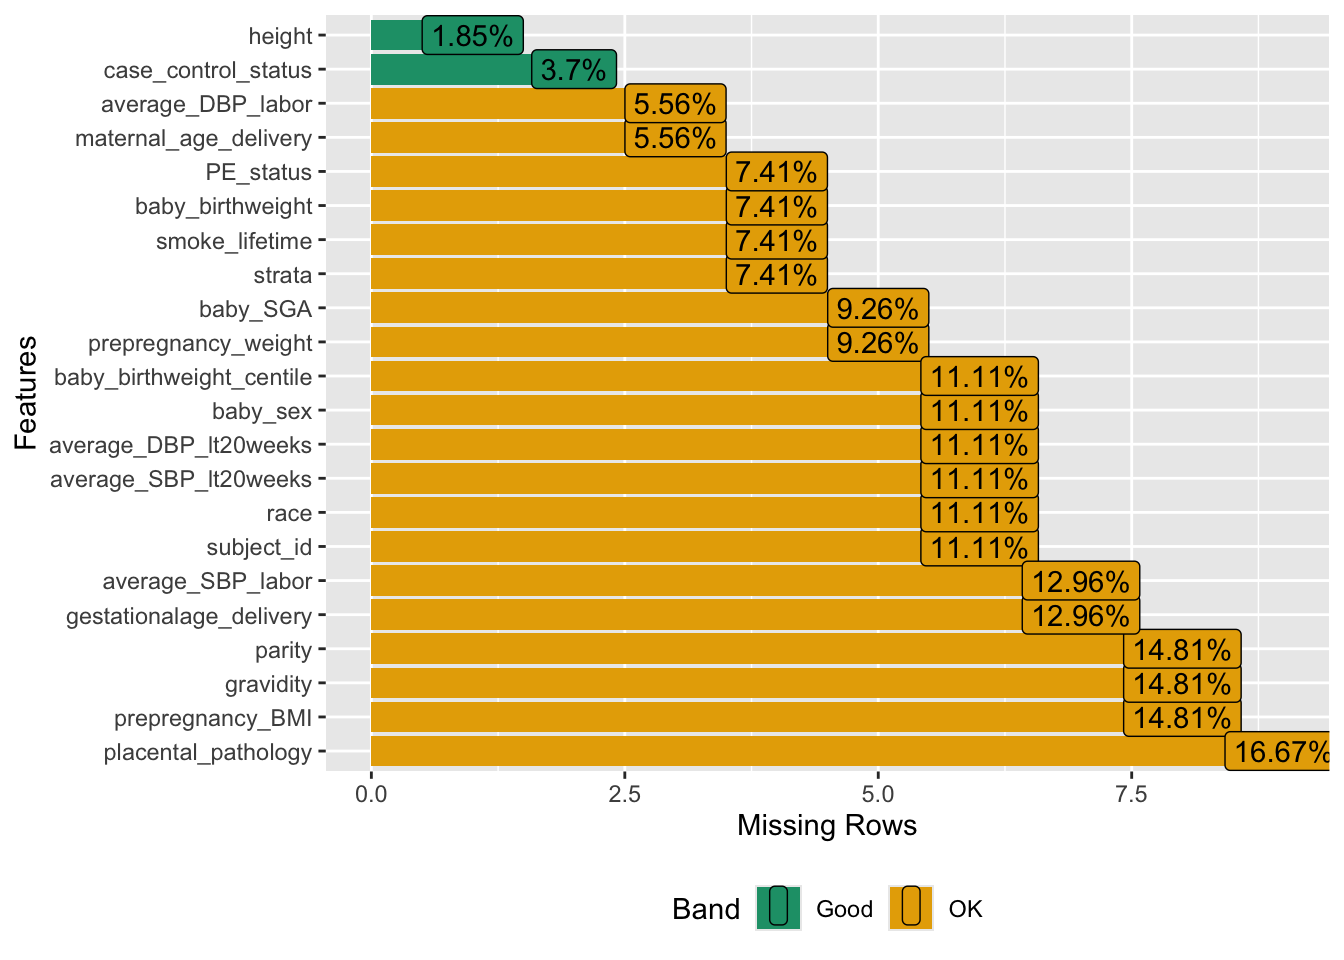 height 1.85%
case_control_status 3.7%
average_DBP_labor 5.56%
maternal_age_delivery 5.56%
PE_status 7.41%
baby_birthweight 7.41%
smoke_lifetime 7.41%
strata 7.41%
baby_SGA 9.26%
prepregnancy_weight 9.26%
baby_birthweight_centile 11.11%
baby_sex 11.11%
average_DBP_lt20weeks 11.11%
average_SBP_lt20weeks 11.11%
race 11.11%
subject_id 11.11%
average_SBP_labor 12.96%
gestationalage_delivery 12.96%
parity 14.81%
gravidity 14.81%
prepregnancy_BMI 14.81%
placental_pathology 16.67%
Features
0.0 2.5 5.0 7.5
Missing Rows
Band Good OK